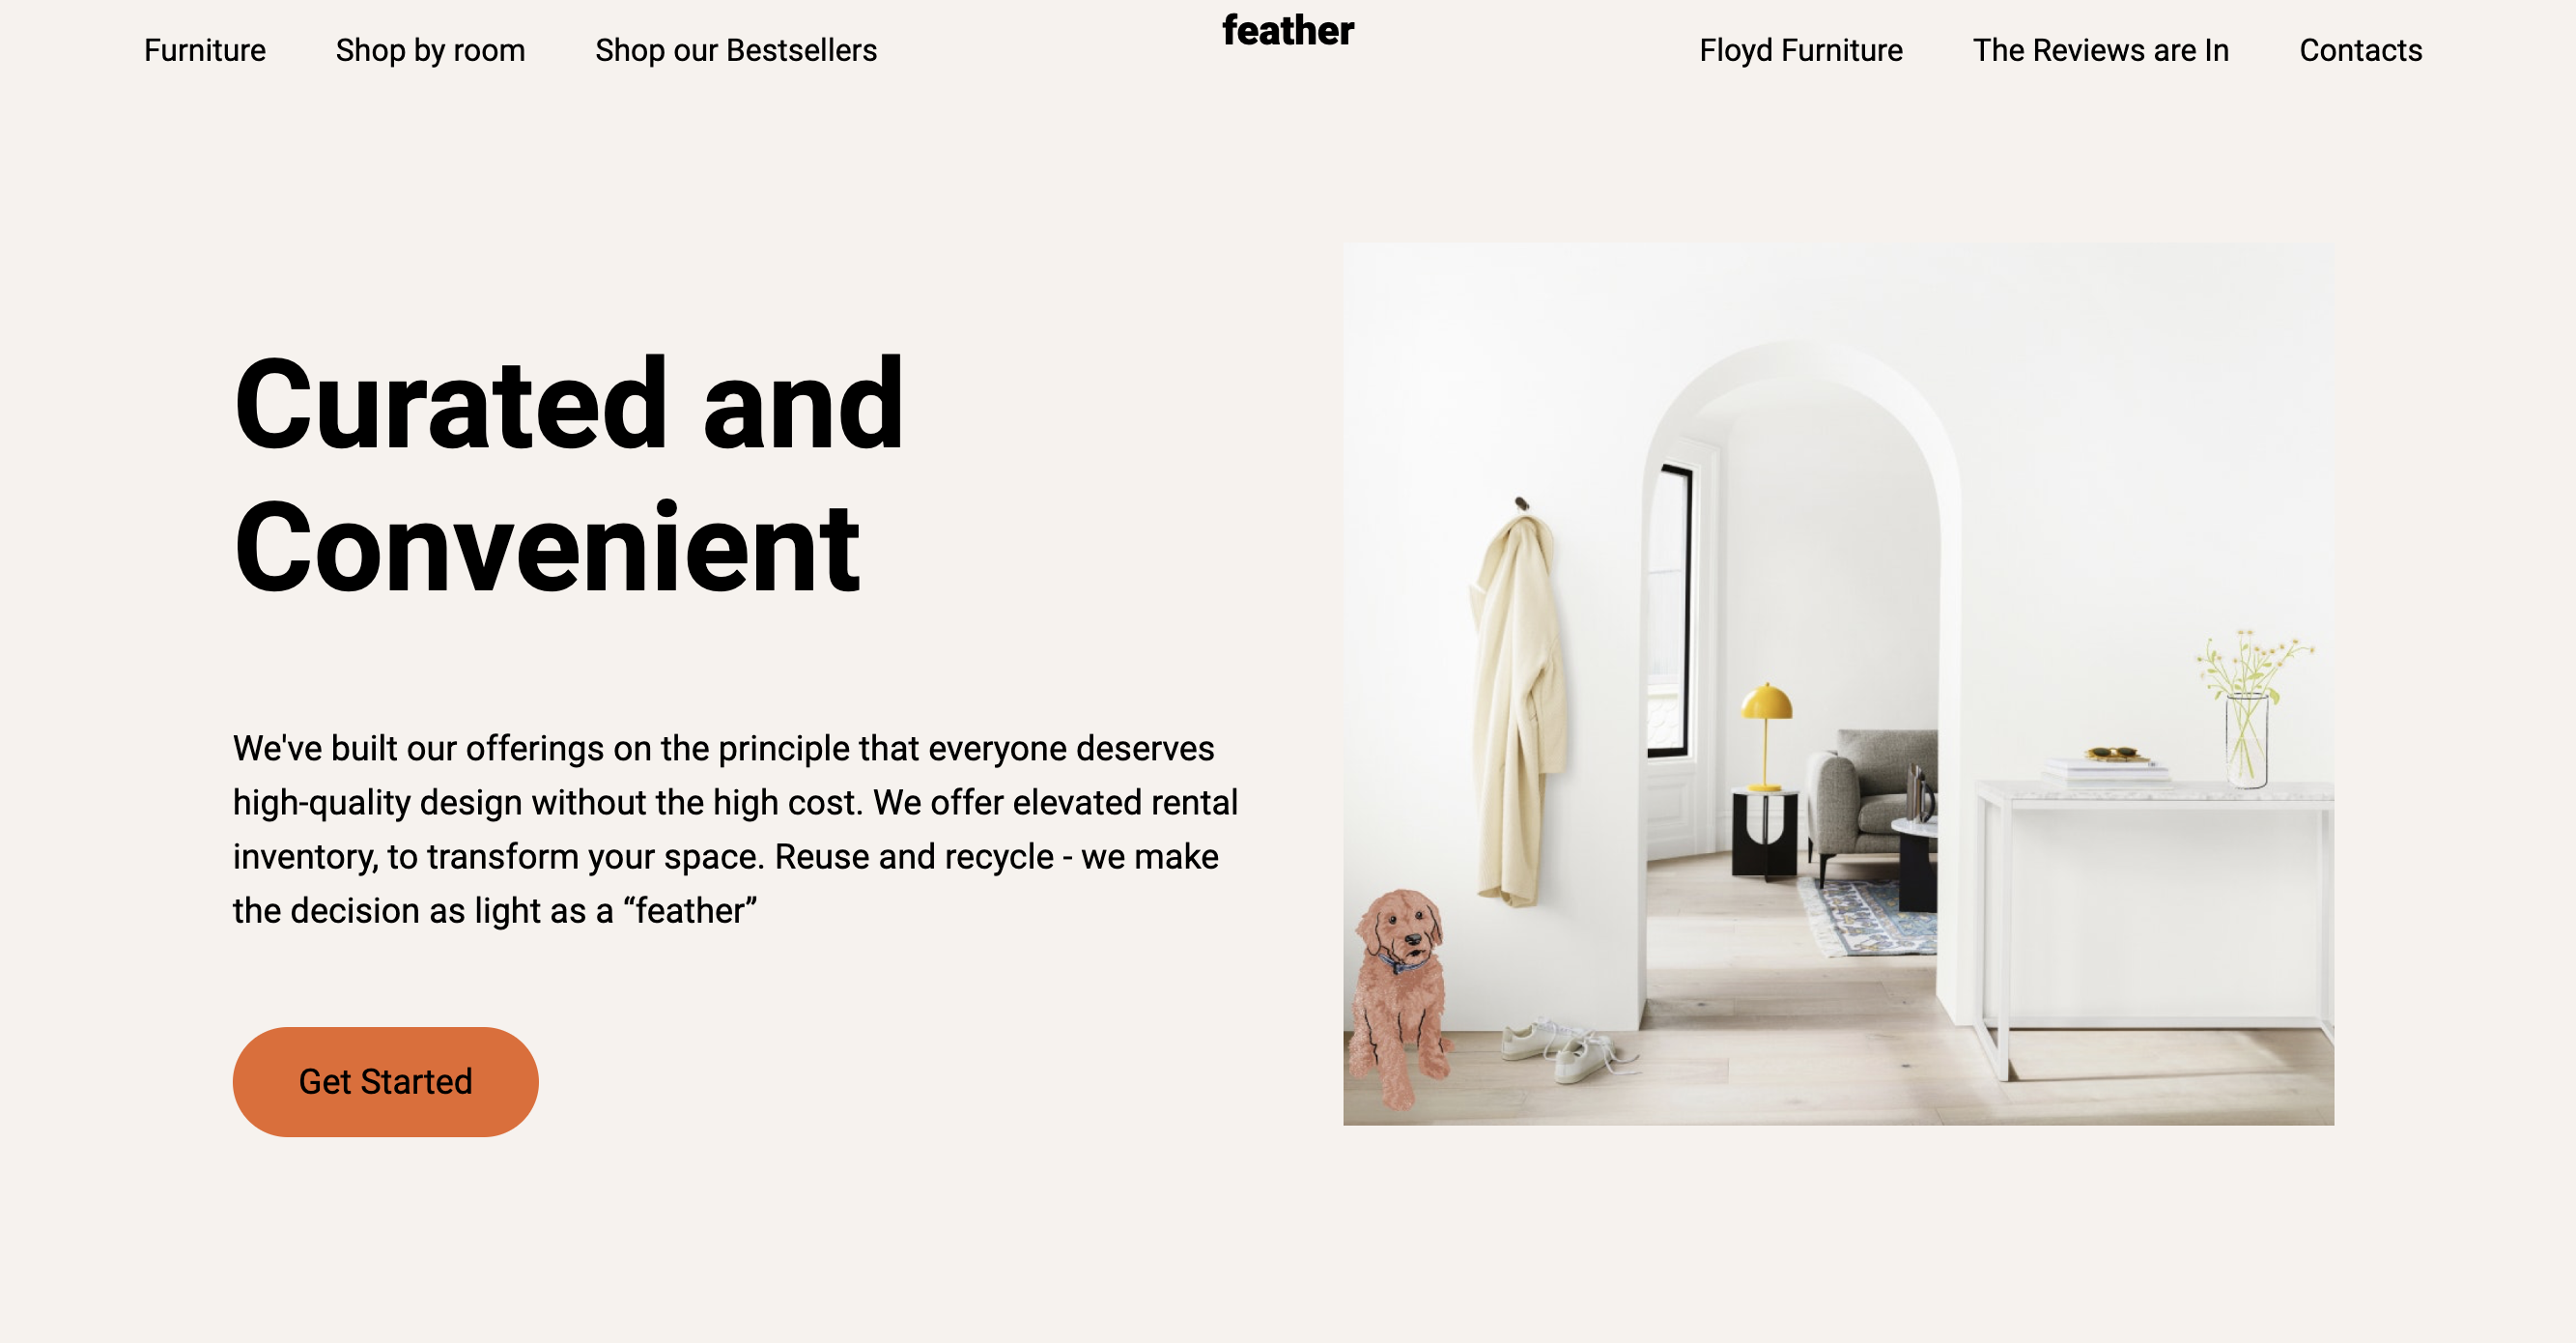 Furniture
Shop by room
Shop our Bestsellers
feather
Floyd Furniture
The Reviews are In
Contacts
Curated and
Convenient
We've built our offerings on the principle that everyone deserves
high-quality design without the high cost. We offer elevated rental
inventory, to transform your space. Reuse and recycle - we make
the decision as light as a “feather”
Get Started